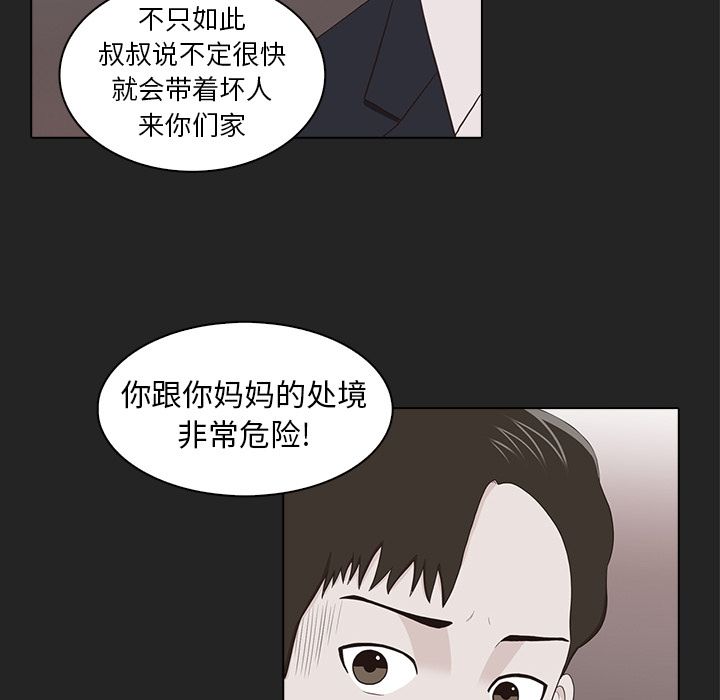 不只如此
叔叔说不定很快
就会带着坏人
来你们家
你跟你妈妈的处境
非常危险!